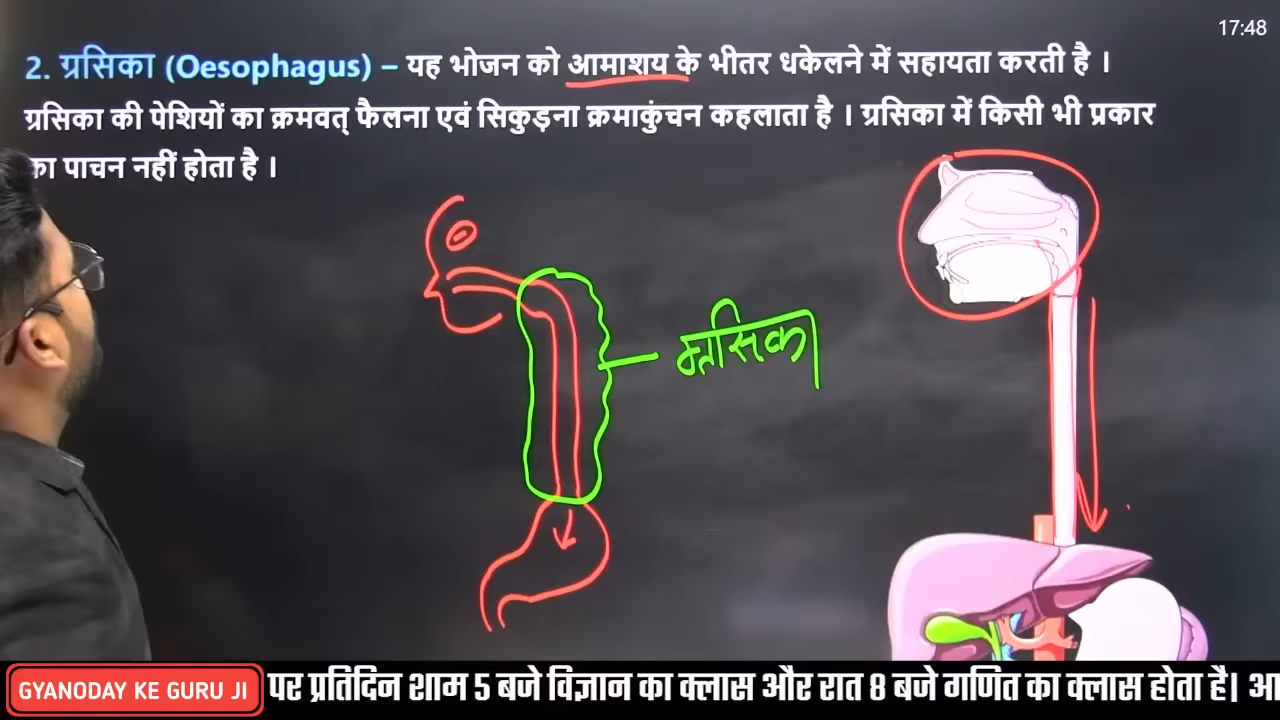 17:48
2. ग्रसिका (Oesophagus) – यह भोजन को आमाशय के भीतर धकेलने में सहायता करती है ।
ग्रसिका की पेशियों का क्रमवत् फैलना एवं सिकुड़ना क्रमाकुंचन कहलाता है । ग्रसिका में किसी भी प्रकार
का पाचन नहीं होता है ।
ग्रसिका
GYANODAY KE GURU JI पर प्रतिदिन शाम 5 बजे विज्ञान का क्लास और रात 8 बजे गणित का क्लास होता है।